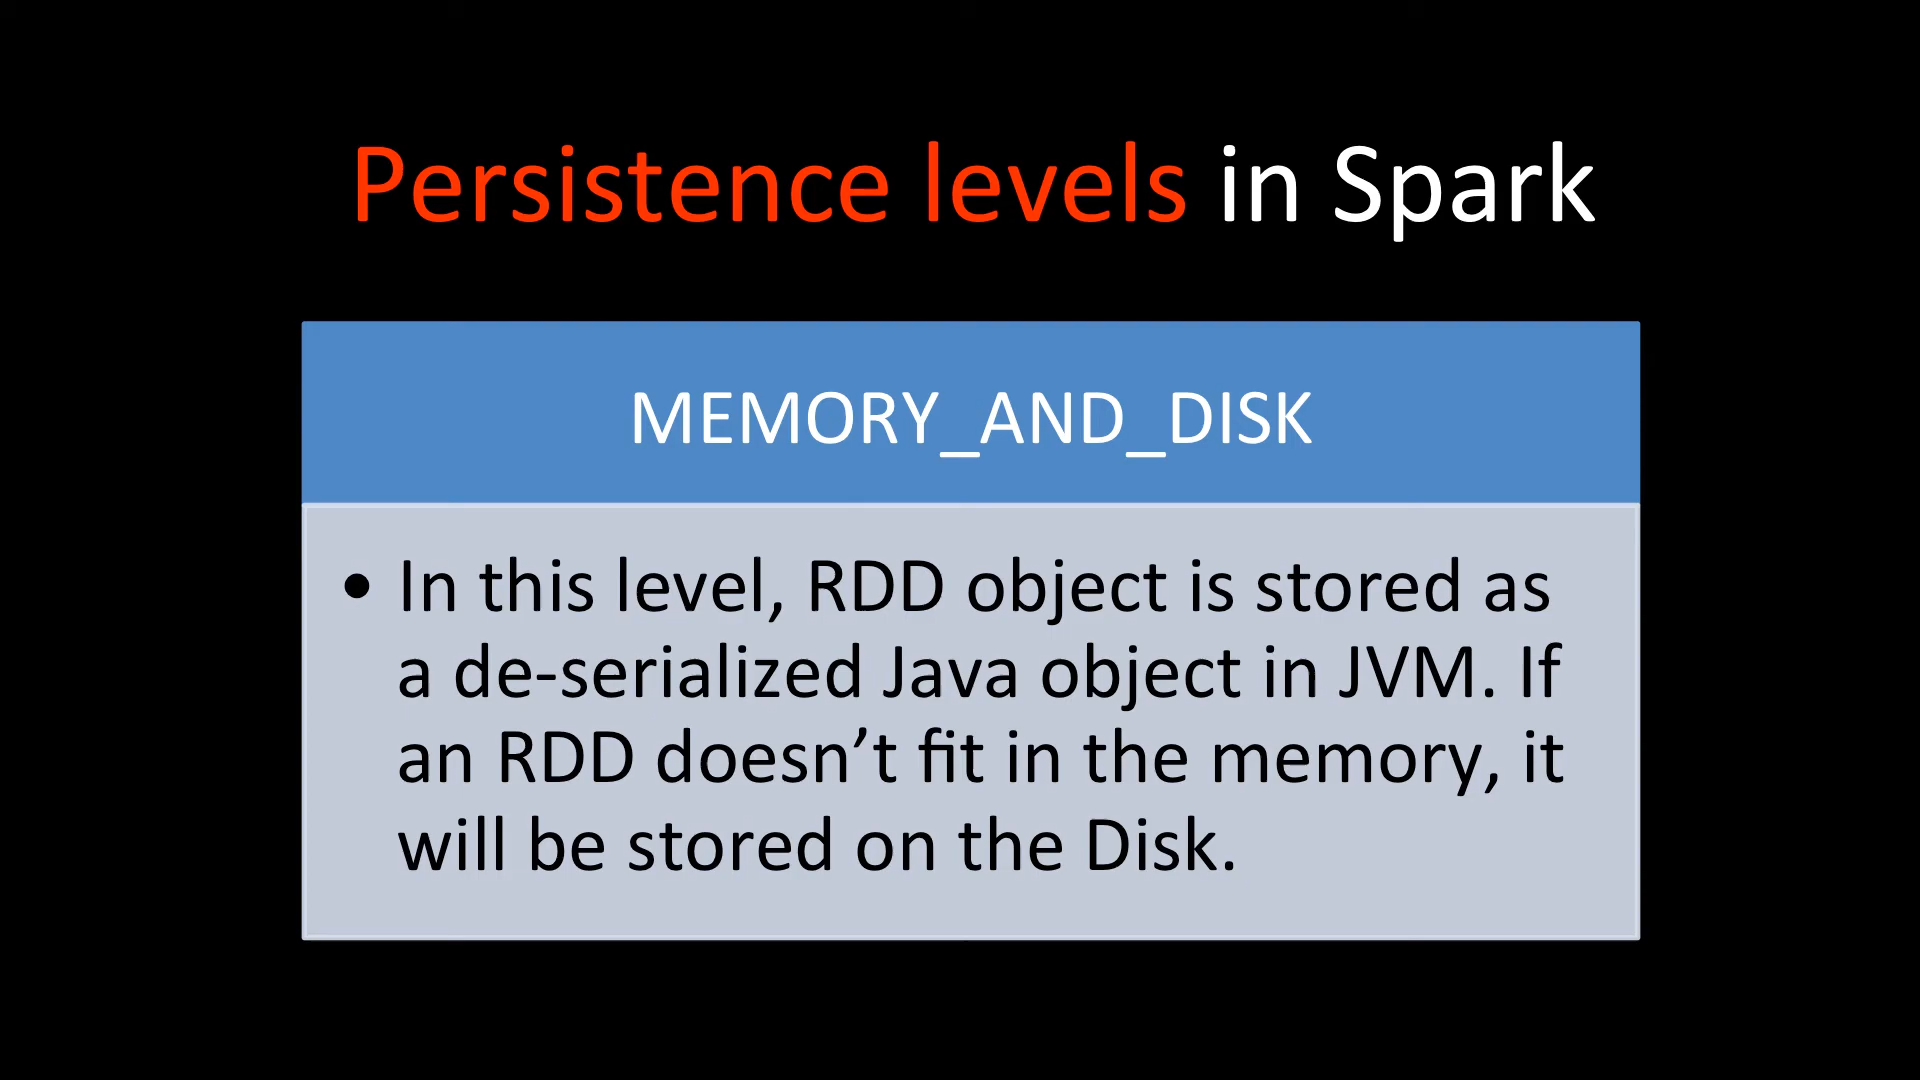 Persistence levels in Spark
MEMORY_AND_DISK
• In this level, RDD object is stored as
a de-serialized Java object in JVM. If
an RDD doesn’t fit in the memory, it
will be stored on the Disk.